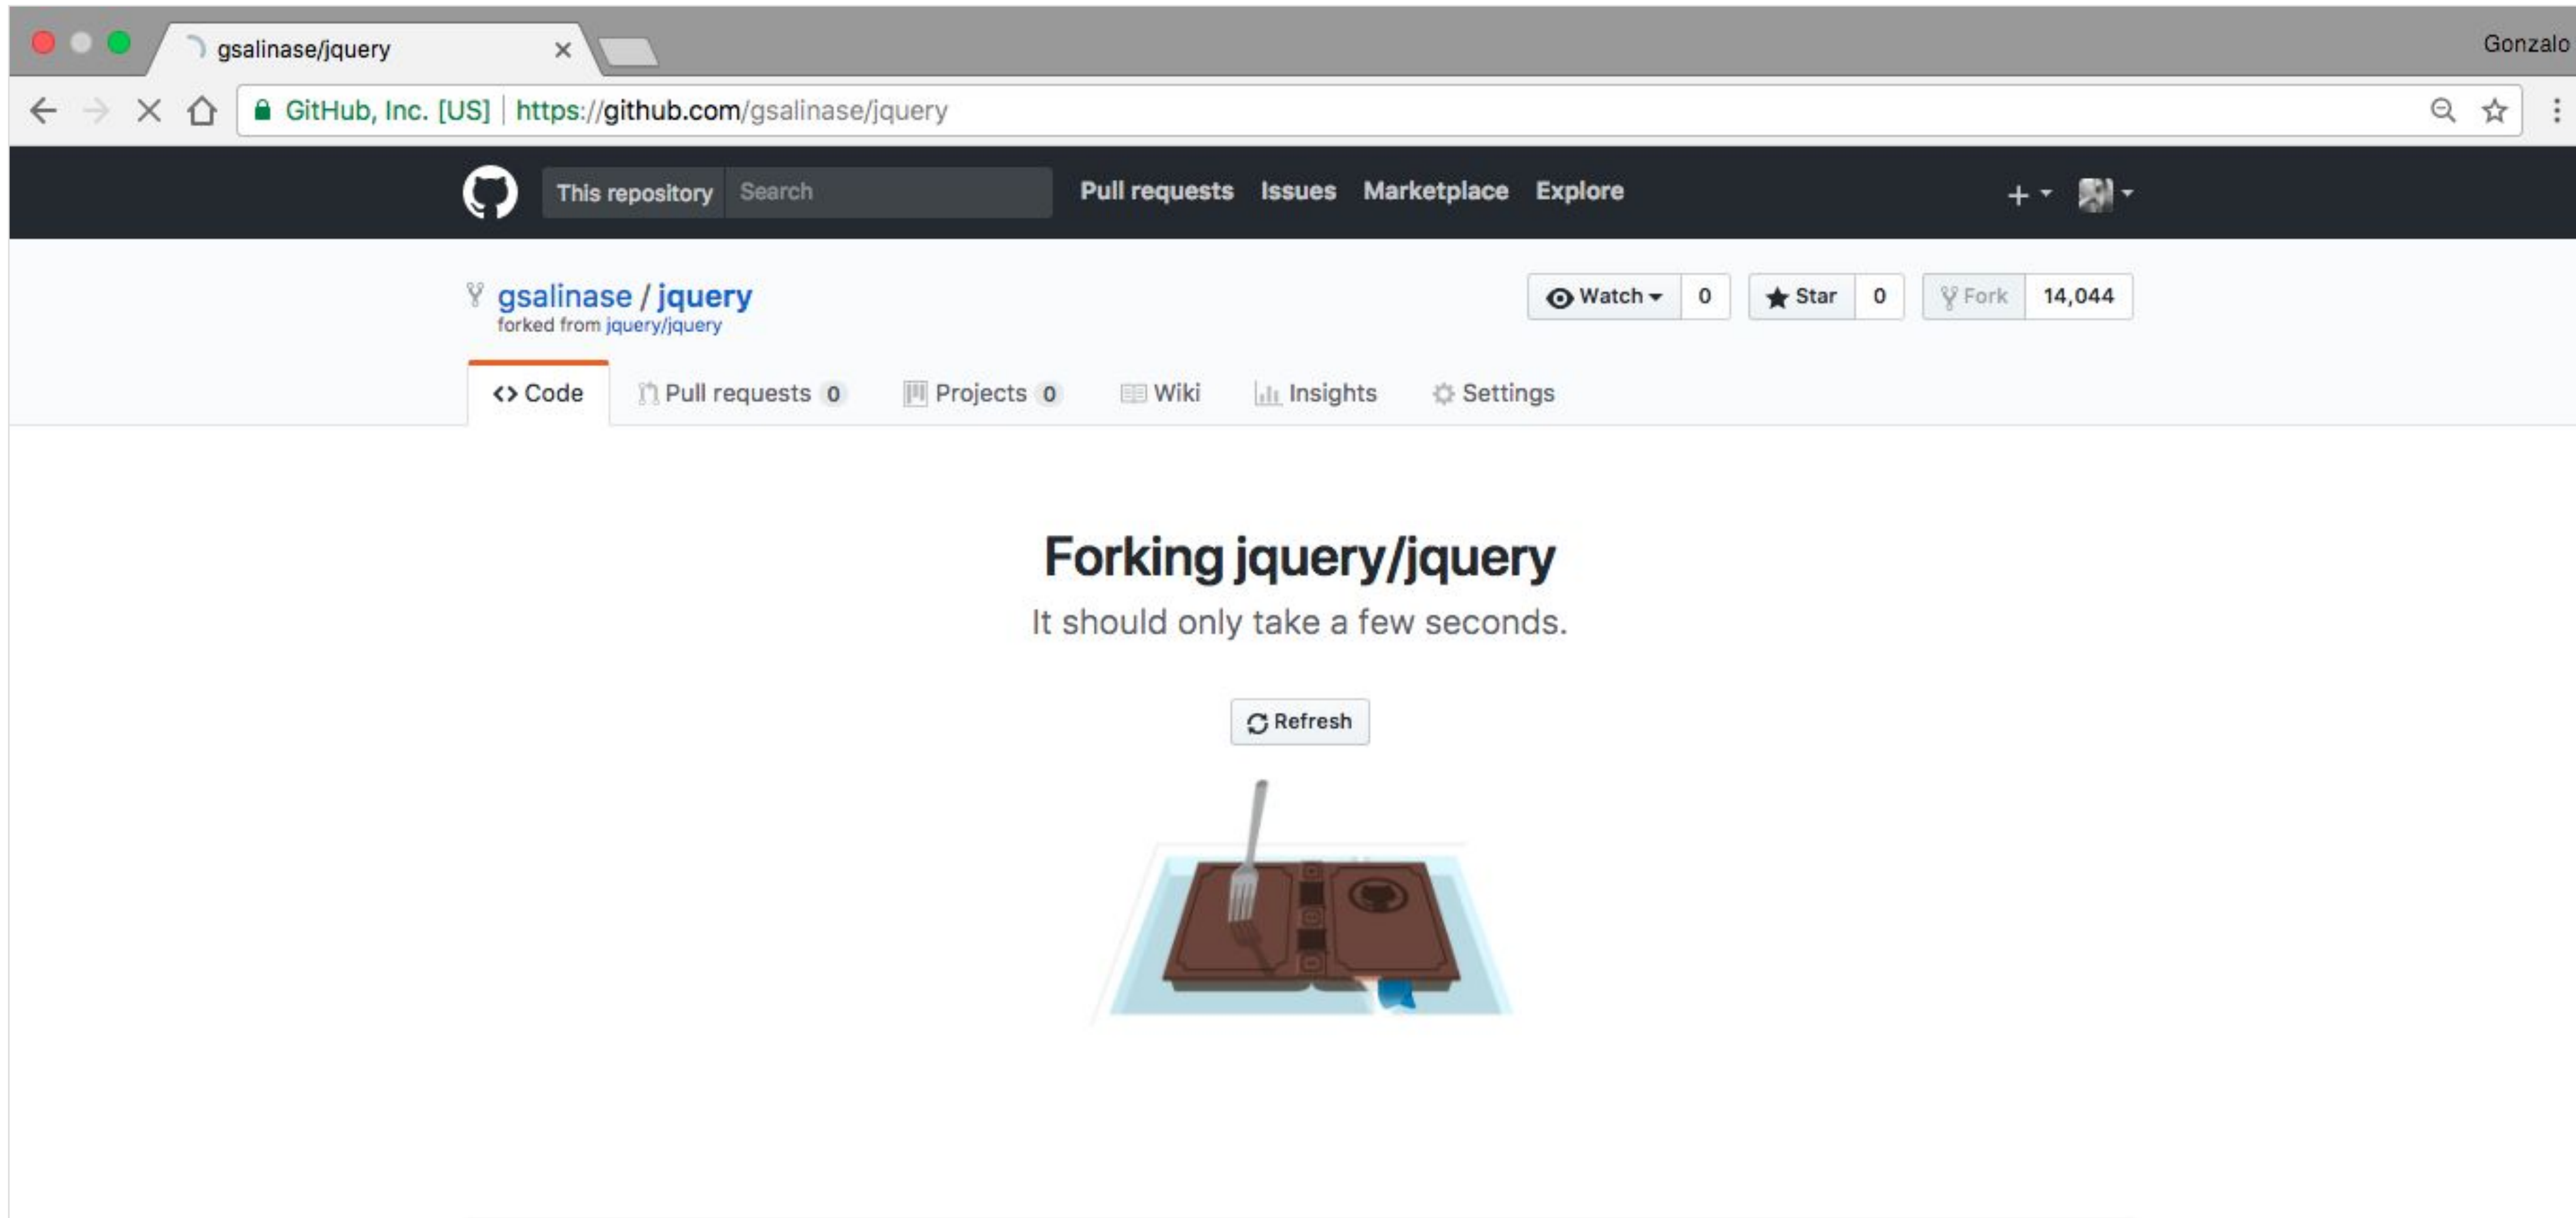 gsalinase/jquery
Gonzalo
GitHub, Inc. [US] | https://github.com/gsalinase/jquery
This repository Search Pull requests Issues Marketplace Explore
gsalinase / jquery Watch 0 Star 0 Fork 14,044
forked from jquery/jquery
Code Pull requests 0 Projects 0 Wiki Insights Settings
Forking jquery/jquery
It should only take a few seconds.
Refresh